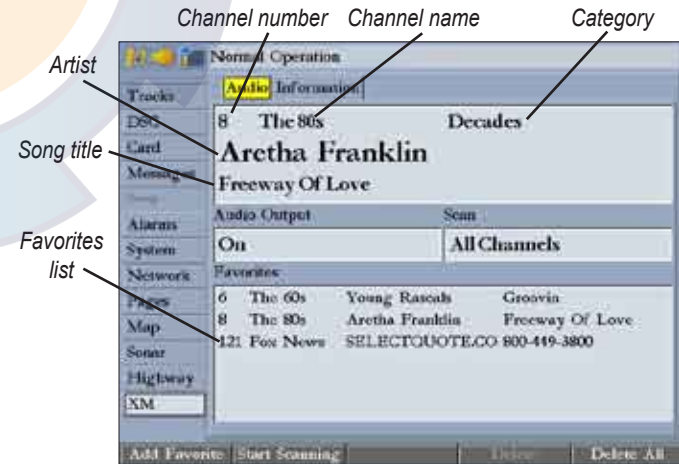 Channel number Channel name Category
Artist
Song title
Favorites list
Normal Operation
Audio Information
Tracks
DSC
Card
Messages
Alarms
System
Network
Pages
Map
Sonar
Highway
XM
8 The 80s Decades
Aretha Franklin
Freeway Of Love
Audio Output Scan
On All Channels
Favorites
6 The 60s Young Rascals Groovin
8 The 80s Aretha Franklin Freeway Of Love
121 Fox News SELECTQUOTE.CO 800-449-3800
Add Favorite Start Scanning Delete Delete All